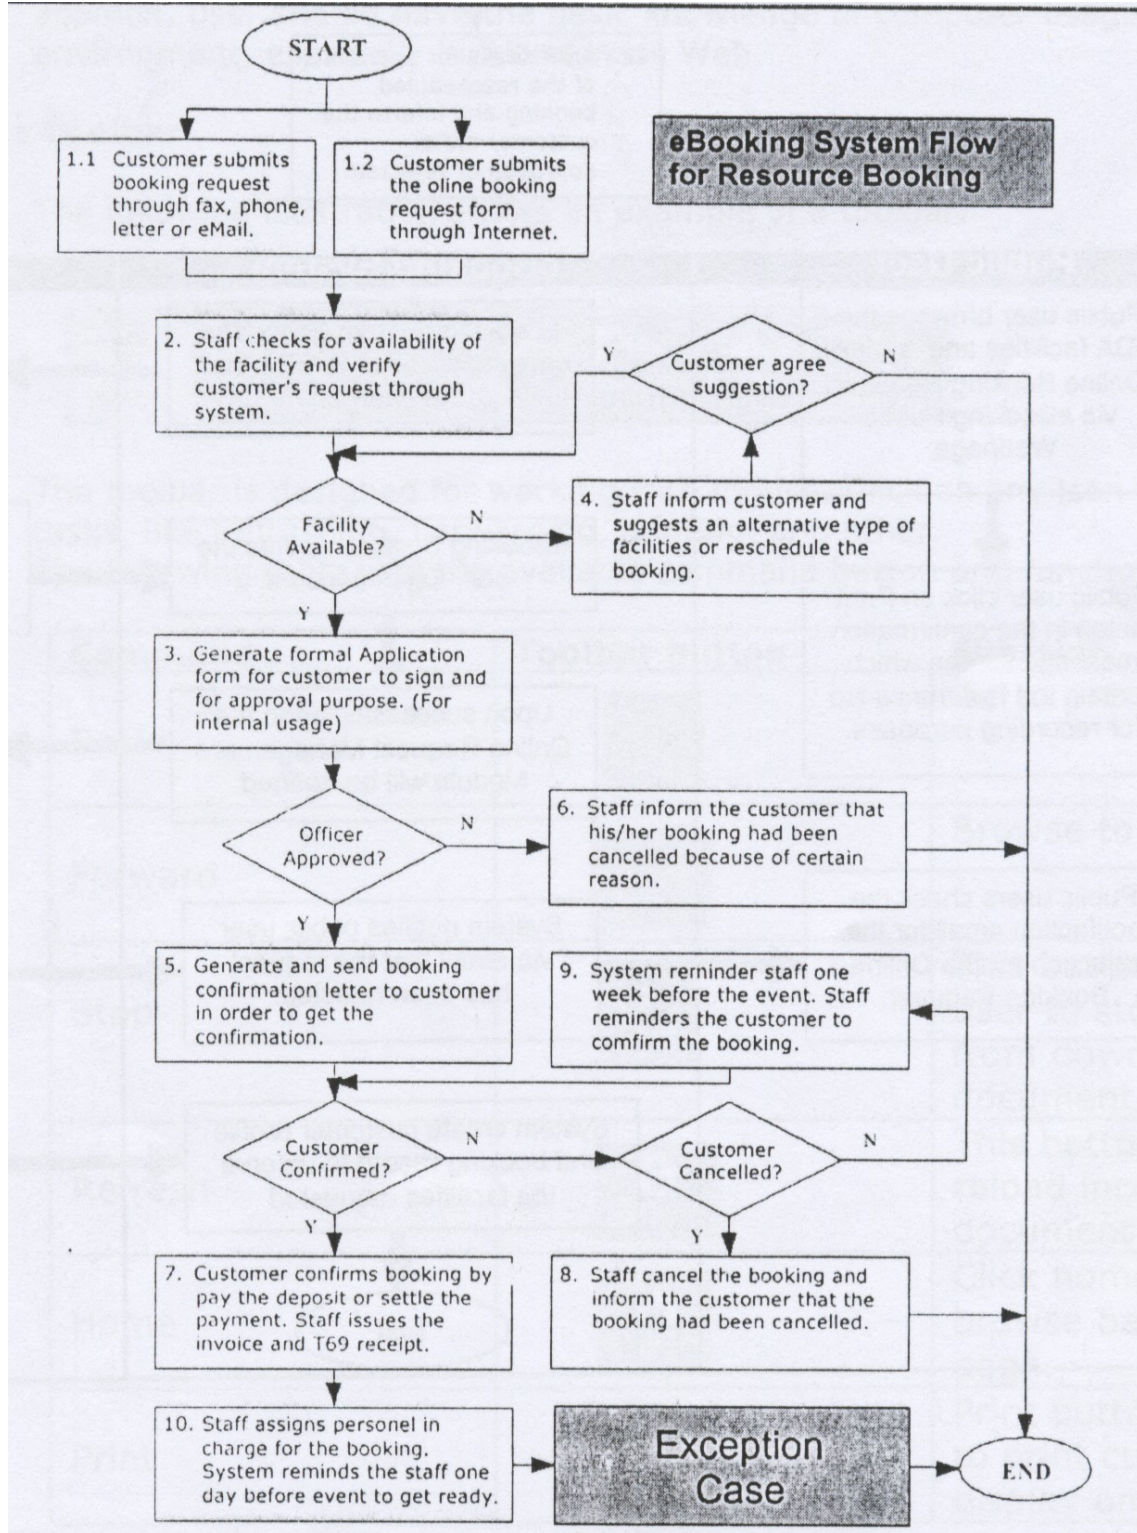 START
eBooking System Flow
for Resource Booking
1.1 Customer submits
booking request
through fax, phone,
letter or eMail.
1.2 Customer submits
the oline booking
request form
through Internet.
2. Staff checks for availability of
the facility and verify
customer's request through
system.
Y
Customer agree
suggestion?
N
Facility
Available?
N
4. Staff inform customer and
suggests an alternative type of
facilities or reschedule the
booking.
Y
3. Generate formal Application
form for customer to sign and
for approval purpose. (For
internal usage)
Officer
Approved?
N
6. Staff inform the customer that
his/her booking had been
cancelled because of certain
reason.
Y
5. Generate and send booking
confirmation letter to customer
in order to get the
confirmation.
9. System reminder staff one
week before the event. Staff
reminders the customer to
comfirm the booking.
Customer
Confirmed?
N
Customer
Cancelled?
N
Y
Y
7. Customer confirms booking by
pay the deposit or settle the
payment. Staff issues the
invoice and T69 receipt.
8. Staff cancel the booking and
inform the customer that the
booking had been cancelled.
10. Staff assigns personel in
charge for the booking.
System reminds the staff one
day before event to get ready.
Exception
Case
END